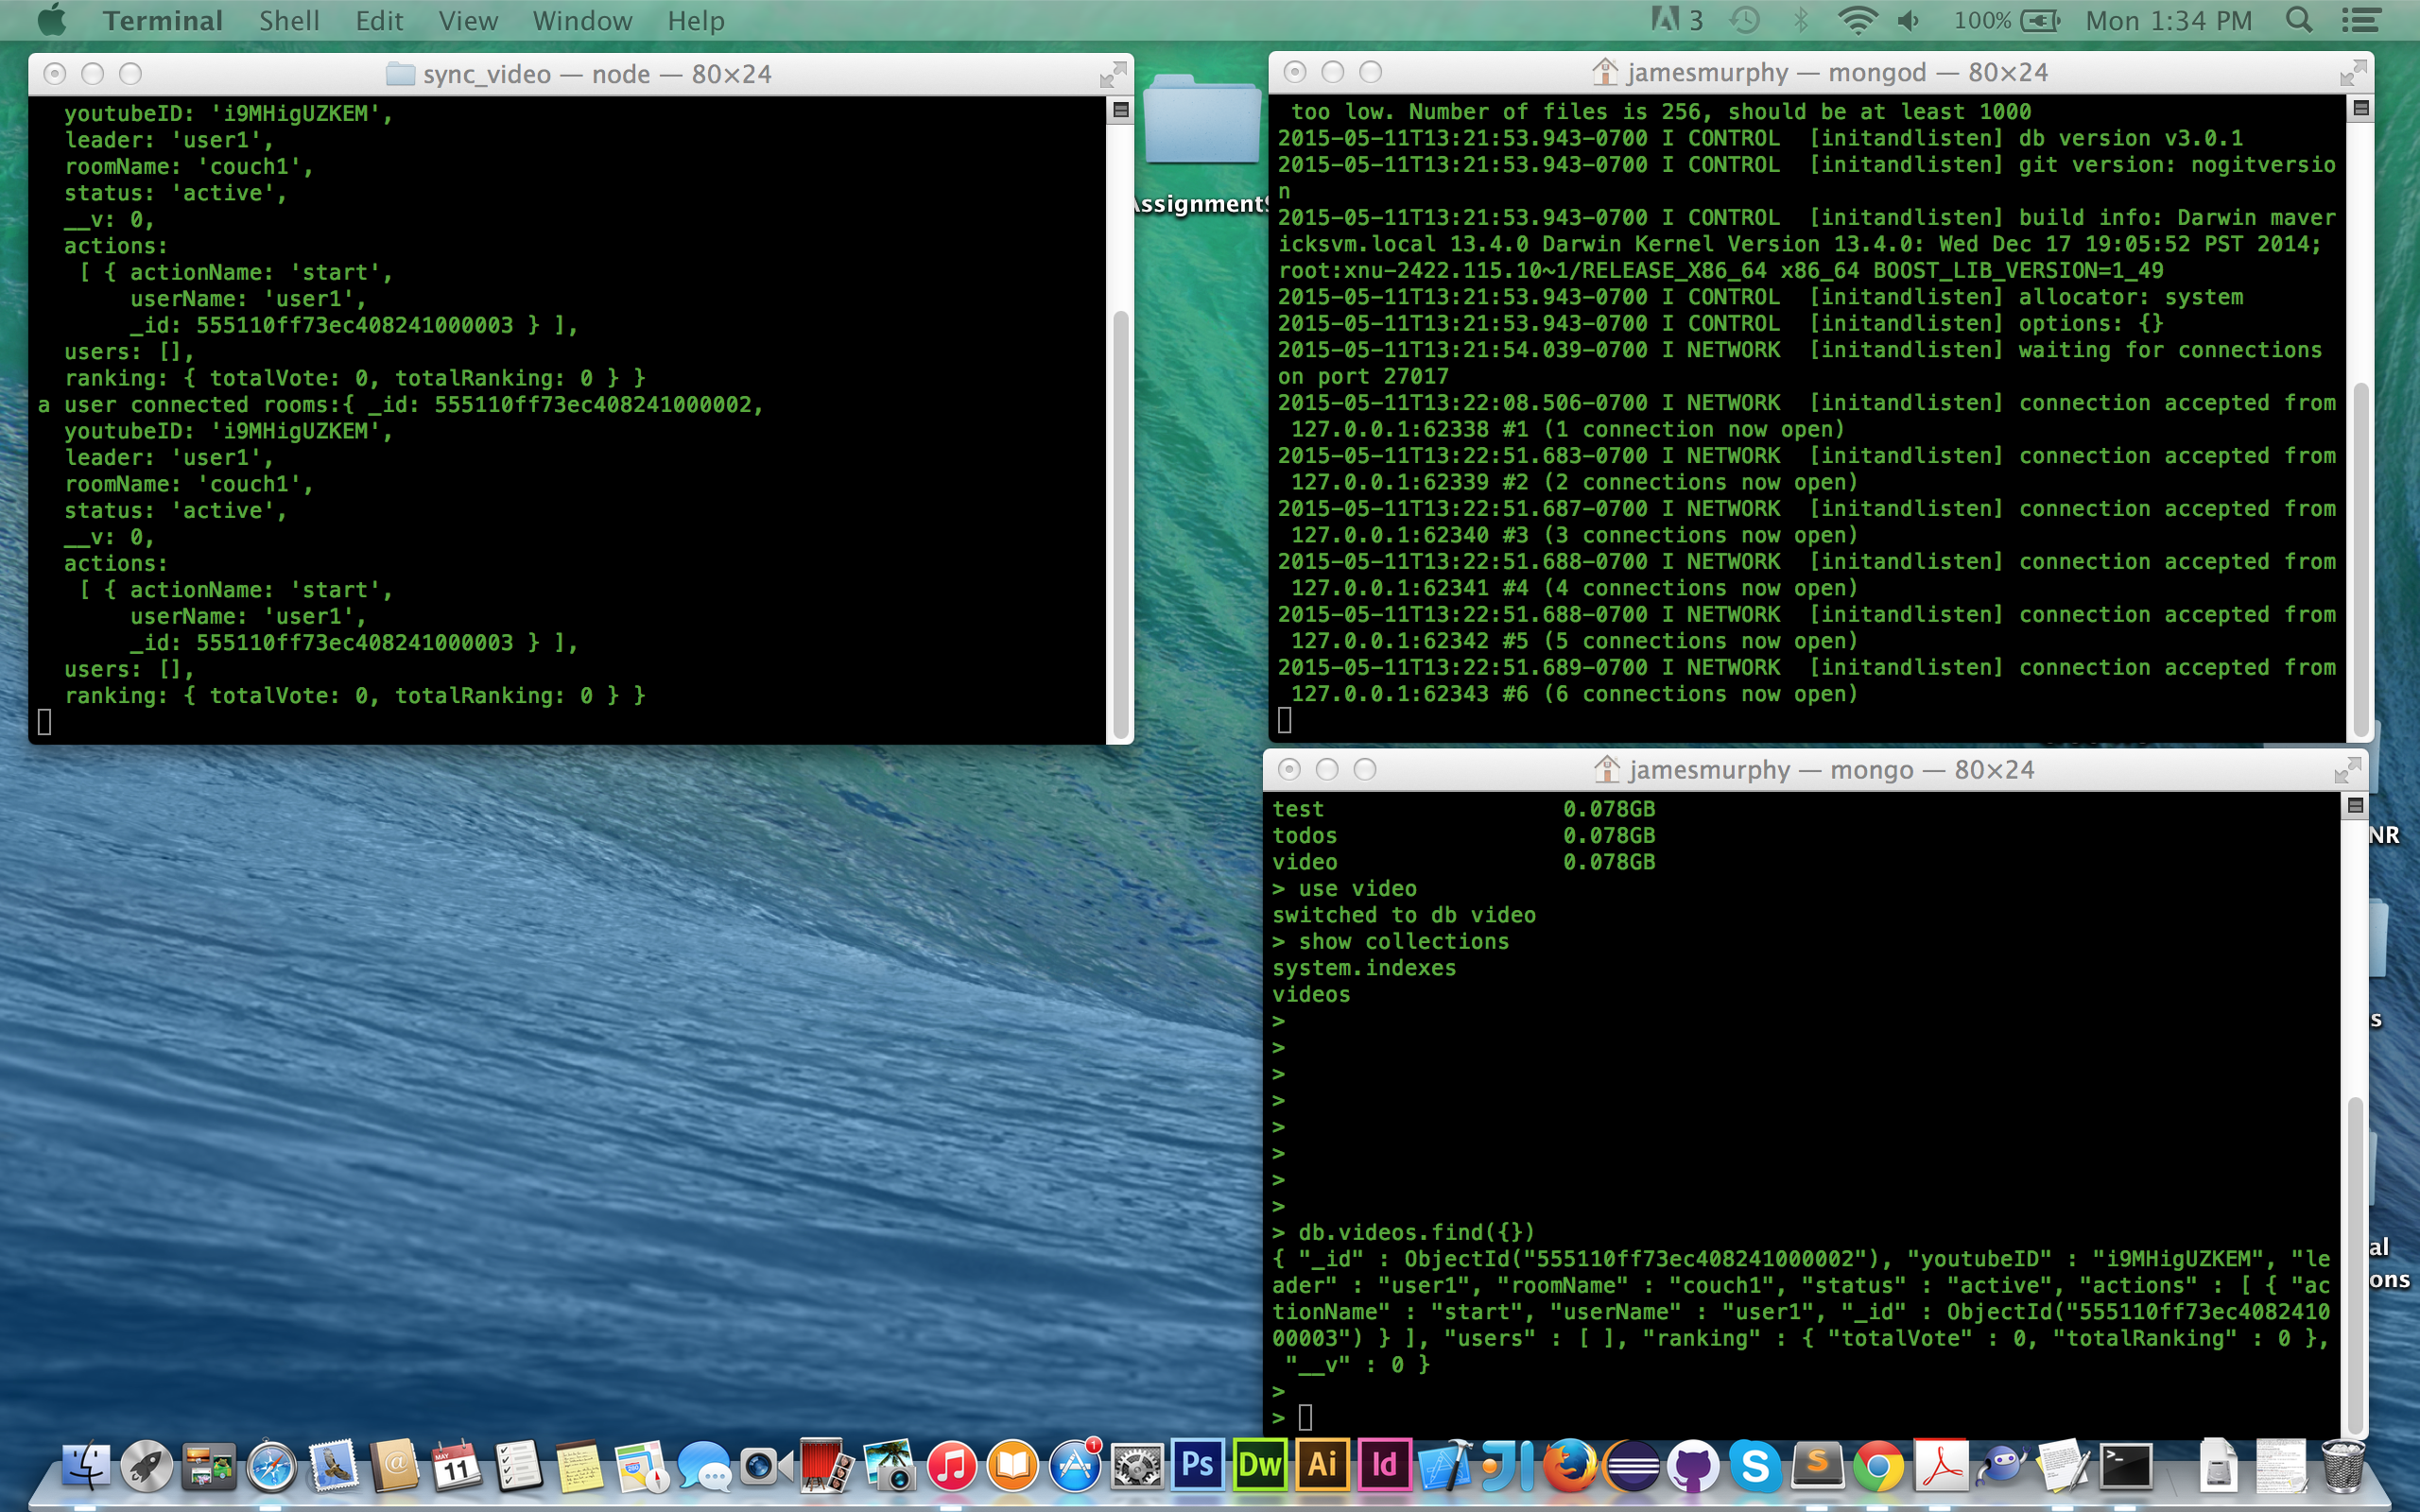 Terminal Shell Edit View Window Help 3 100% Mon 1:34 PM
sync_video — node — 80×24
youtubeID: 'i9MHigUZKEM',
leader: 'user1',
roomName: 'couch1',
status: 'active',
__v: 0,
actions:
[ { actionName: 'start',
userName: 'user1',
_id: 555110ff73ec408241000003 } ],
users: [],
ranking: { totalVote: 0, totalRanking: 0 } }
a user connected rooms:{ _id: 555110ff73ec408241000002,
youtubeID: 'i9MHigUZKEM',
leader: 'user1',
roomName: 'couch1',
status: 'active',
__v: 0,
actions:
[ { actionName: 'start',
userName: 'user1',
_id: 555110ff73ec408241000003 } ],
users: [],
ranking: { totalVote: 0, totalRanking: 0 } }
jamesmurphy — mongod — 80×24
too low. Number of files is 256, should be at least 1000
2015-05-11T13:21:53.943-0700 I CONTROL [initandlisten] db version v3.0.1
2015-05-11T13:21:53.943-0700 I CONTROL [initandlisten] git version: nogitversio
n
2015-05-11T13:21:53.943-0700 I CONTROL [initandlisten] build info: Darwin maver
icksvm.local 13.4.0 Darwin Kernel Version 13.4.0: Wed Dec 17 19:05:52 PST 2014;
root:xnu-2422.115.10~1/RELEASE_X86_64 x86_64 BOOST_LIB_VERSION=1_49
2015-05-11T13:21:53.943-0700 I CONTROL [initandlisten] allocator: system
2015-05-11T13:21:53.943-0700 I CONTROL [initandlisten] options: {}
2015-05-11T13:21:54.039-0700 I NETWORK [initandlisten] waiting for connections
on port 27017
2015-05-11T13:22:08.506-0700 I NETWORK [initandlisten] connection accepted from
127.0.0.1:62338 #1 (1 connection now open)
2015-05-11T13:22:51.683-0700 I NETWORK [initandlisten] connection accepted from
127.0.0.1:62339 #2 (2 connections now open)
2015-05-11T13:22:51.687-0700 I NETWORK [initandlisten] connection accepted from
127.0.0.1:62340 #3 (3 connections now open)
2015-05-11T13:22:51.688-0700 I NETWORK [initandlisten] connection accepted from
127.0.0.1:62341 #4 (4 connections now open)
2015-05-11T13:22:51.688-0700 I NETWORK [initandlisten] connection accepted from
127.0.0.1:62342 #5 (5 connections now open)
2015-05-11T13:22:51.689-0700 I NETWORK [initandlisten] connection accepted from
127.0.0.1:62343 #6 (6 connections now open)
jamesmurphy — mongo — 80×24
test 0.078GB
todos 0.078GB
video 0.078GB
> use video
switched to db video
> show collections
system.indexes
videos
>
>
>
>
>
>
>
>
> db.videos.find({})
{ "_id" : ObjectId("555110ff73ec408241000002"), "youtubeID" : "i9MHigUZKEM", "le
ader" : "user1", "roomName" : "couch1", "status" : "active", "actions" : [ { "ac
tionName" : "start", "userName" : "user1", "_id" : ObjectId("555110ff73ec4082410
00003") } ], "users" : [ ], "ranking" : { "totalVote" : 0, "totalRanking" : 0 },
"__v" : 0 }
>
>
NR
s
al
ons
MAY
11
1
Ps Dw Ai Id
S
S